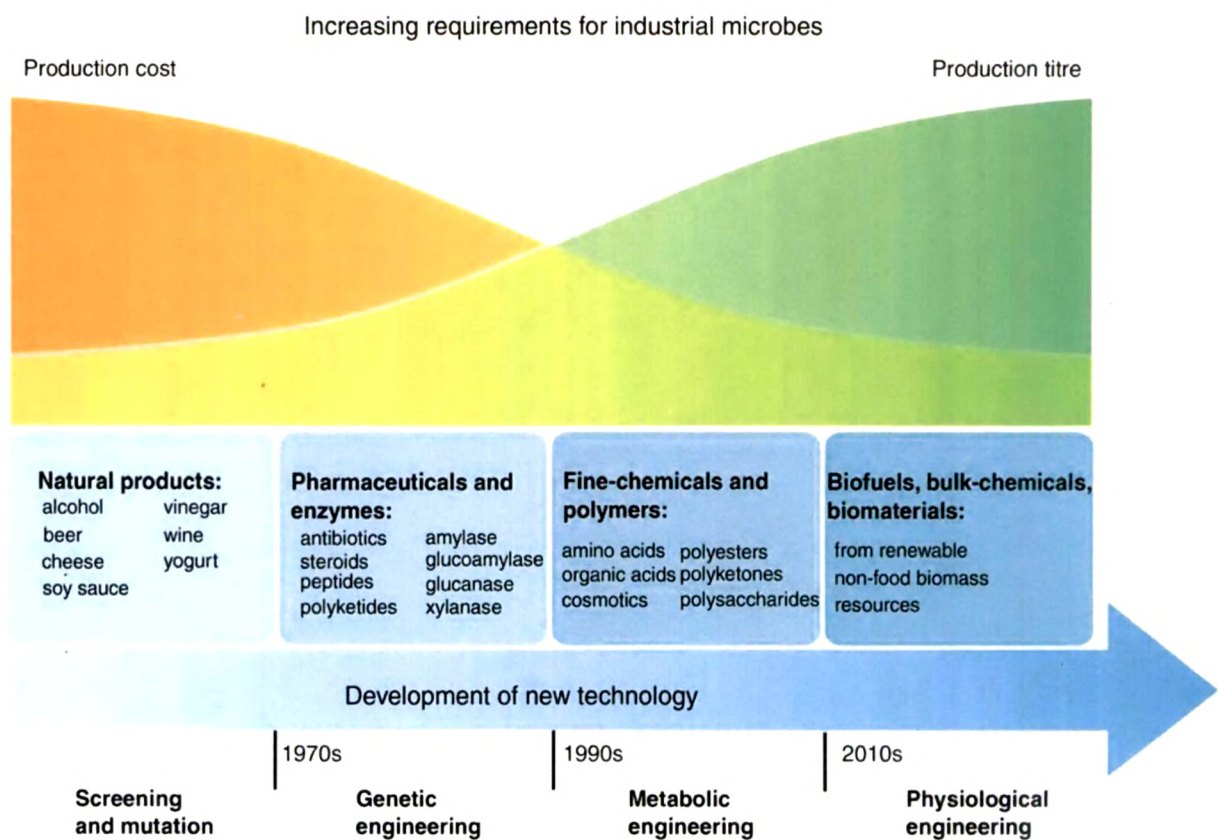 Increasing requirements for industrial microbes
Production cost
Production titre
Natural products:
alcohol vinegar
beer wine
cheese yogurt
soy sauce
Pharmaceuticals and
enzymes:
antibiotics amylase
steroids glucoamylase
peptides glucanase
polyketides xylanase
Fine-chemicals and
polymers:
amino acids polyesters
organic acids polyketones
cosmotics polysaccharides
Biofuels, bulk-chemicals,
biomaterials:
from renewable
non-food biomass
resources
Development of new technology
1970s
1990s
2010s
Screening
and mutation
Genetic
engineering
Metabolic
engineering
Physiological
engineering